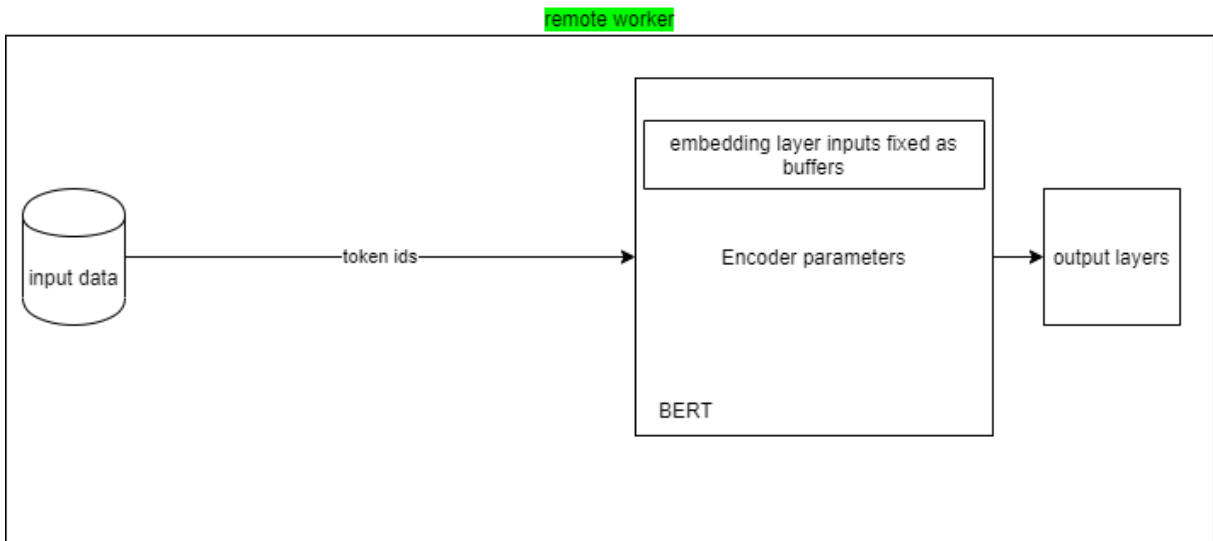 remote worker
embedding layer inputs fixed as
buffers
input data
token ids
Encoder parameters
output layers
BERT